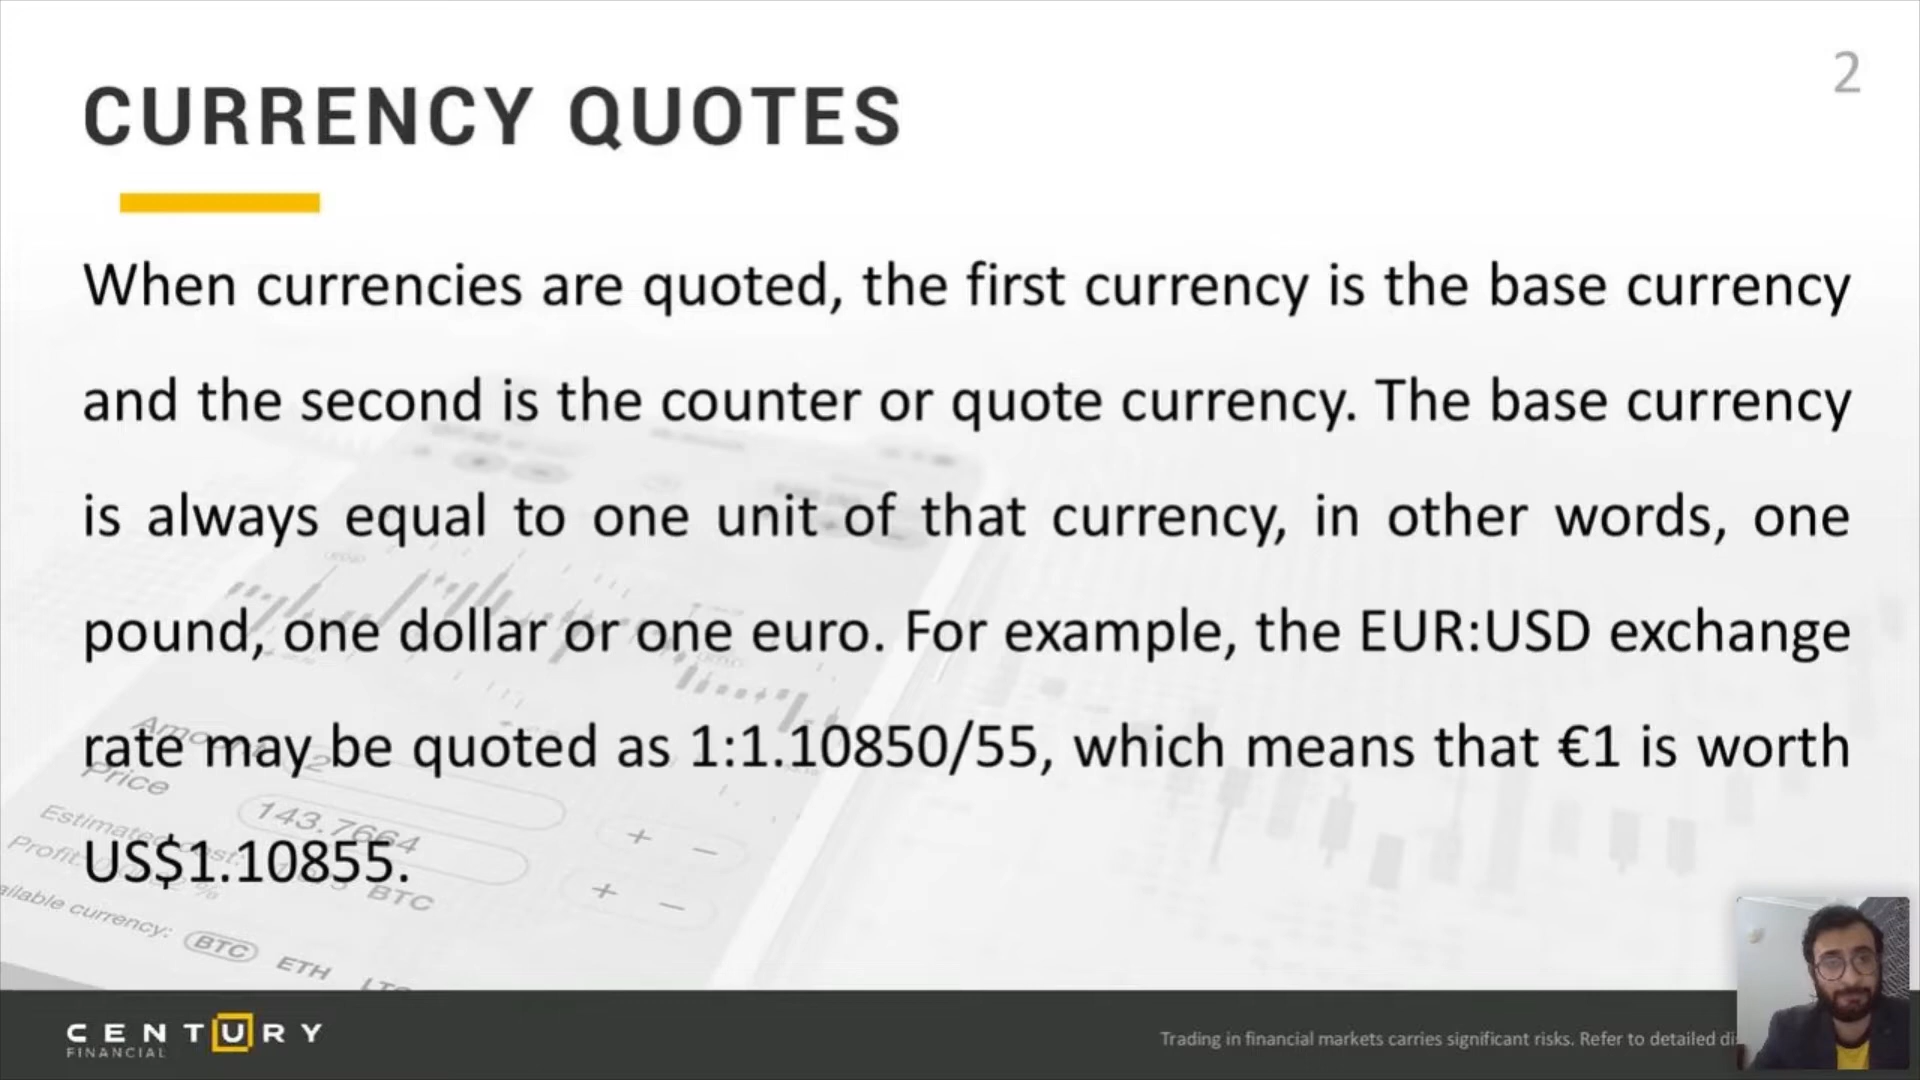 2
CURRENCY QUOTES
When currencies are quoted, the first currency is the base currency
and the second is the counter or quote currency. The base currency
is always equal to one unit of that currency, in other words, one
pound, one dollar or one euro. For example, the EUR:USD exchange
rate may be quoted as 1:1.10850/55, which means that €1 is worth
US$1.10855.
Amount
Price
143.7664
Estimated cost:
BTC
Profit:
currency:
BTC
ETH
CENTURY
FINANCIAL
Trading in financial markets carries significant risks. Refer to detailed